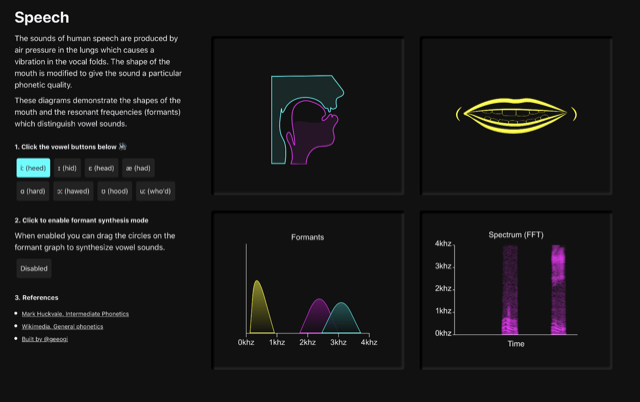 Speech
The sounds of human speech are produced by
air pressure in the lungs which causes a
vibration in the vocal folds. The shape of the
mouth is modified to give the sound a particular
phonetic quality.
These diagrams demonstrate the shapes of the
mouth and the resonant frequencies (formants)
which distinguish vowel sounds.
1. Click the vowel buttons below
i: (heed) ɪ (hid) ɛ (head) æ (had)
ɑ (hard) ɔ: (hawed) ʊ (hood) u: (who'd)
2. Click to enable formant synthesis mode
When enabled you can drag the circles on the
formant graph to synthesize vowel sounds.
Disabled
3. References
Mark Huckvale, Intermediate Phonetics
Wikimedia, General phonetics
Built by @geeogi
Formants
0khz 1khz 2khz 3khz 4khz
Spectrum (FFT)
4khz
3khz
2khz
1khz
0khz
Time